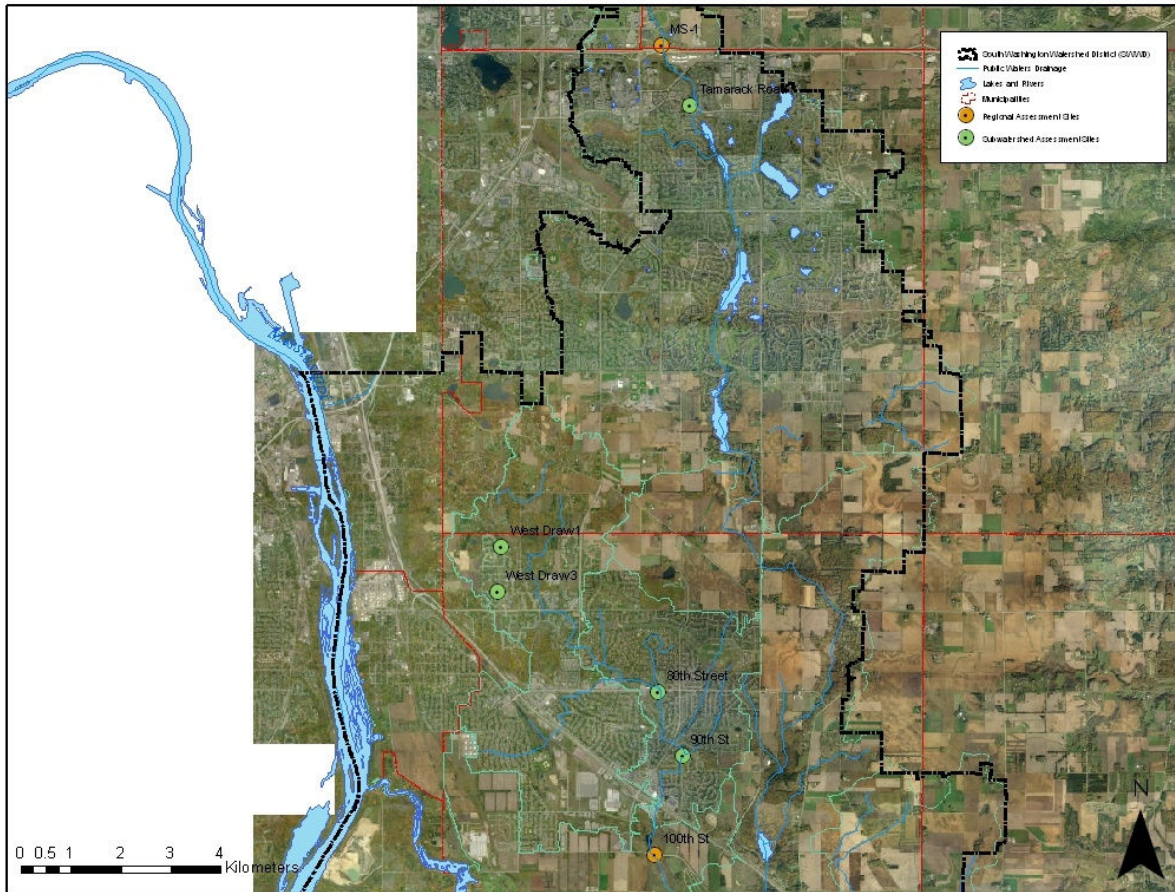 MS-1
South Washington Watershed District (SWWD)
Public Waters Drainage
Lakes and Rivers
Municipalities
Regional Assessment Sites
Subwatershed Assessment Sites
Tamarack Road
West Draw1
West Draw3
80th Street
90th St
100th St
N
0 0.5 1 2 3 4
Kilometers